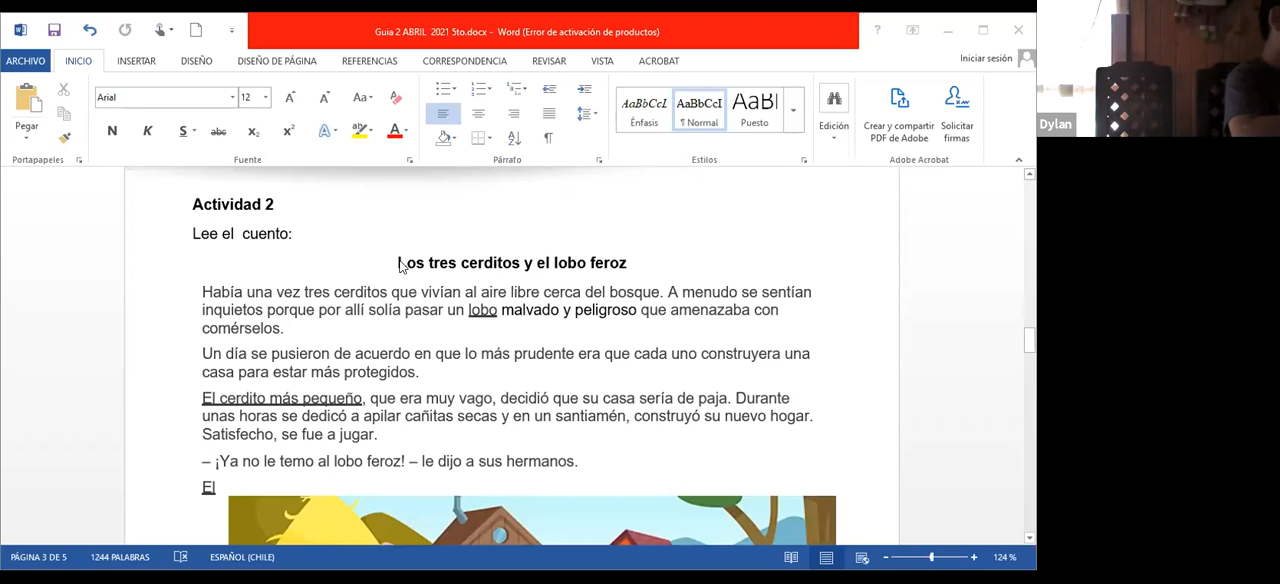 Guia 2 ABRIL 2021 5to.docx - Word (Error de activación de productos)
ARCHIVO INICIO INSERTAR DISEÑO DISEÑO DE PÁGINA REFERENCIAS CORRESPONDENCIA REVISAR VISTA ACROBAT
Iniciar sesión
Dylan
Pegar
Arial 12
N K S abc x₂ x²
AaBbCcL AaBbCcI AaBbI
Énfasis ¶ Normal Puesto
Edición
Crear y compartir PDF de Adobe
Solicitar firmas
Portapapeles Fuente Párrafo Estilos Adobe Acrobat
Actividad 2
Lee el cuento:
Los tres cerditos y el lobo feroz
Había una vez tres cerditos que vivían al aire libre cerca del bosque. A menudo se sentían
inquietos porque por allí solía pasar un lobo malvado y peligroso que amenazaba con
comérselos.
Un día se pusieron de acuerdo en que lo más prudente era que cada uno construyera una
casa para estar más protegidos.
El cerdito más pequeño, que era muy vago, decidió que su casa sería de paja. Durante
unas horas se dedicó a apilar cañitas secas y en un santiamén, construyó su nuevo hogar.
Satisfecho, se fue a jugar.
– ¡Ya no le temo al lobo feroz! – le dijo a sus hermanos.
El
PÁGINA 3 DE 5 1244 PALABRAS ESPAÑOL (CHILE) 124 %